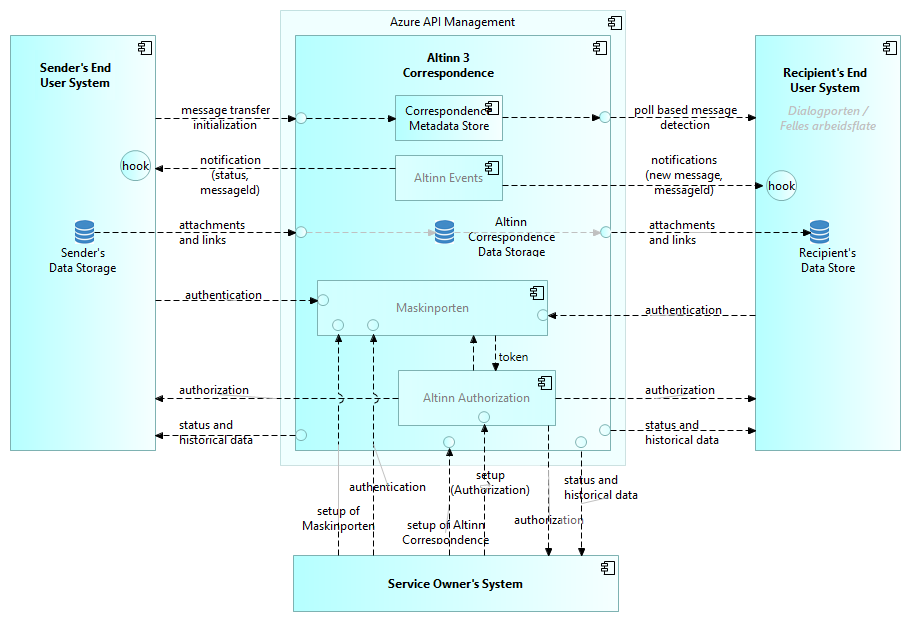 Azure API Management
Sender's End
User System
Altinn 3
Correspondence
Recipient's End
User System
Dialogporten /
Felles arbeidsflate
message transfer
initialization
Correspondence
Metadata Store
poll based message
detection
hook
notification
(status,
messageId)
Altinn Events
notifications
(new message,
messageId)
hook
attachments
and links
Altinn
Correspondence
Data Storage
attachments
and links
Sender's
Data Storage
Recipient's
Data Store
authentication
Maskinporten
authentication
token
authorization
Altinn Authorization
authorization
status and
historical data
status and
historical data
setup
(Authorization)
status and
historical data
authentication
setup of
Maskinporten
setup of Altinn
Correspondence
authorization
Service Owner's System